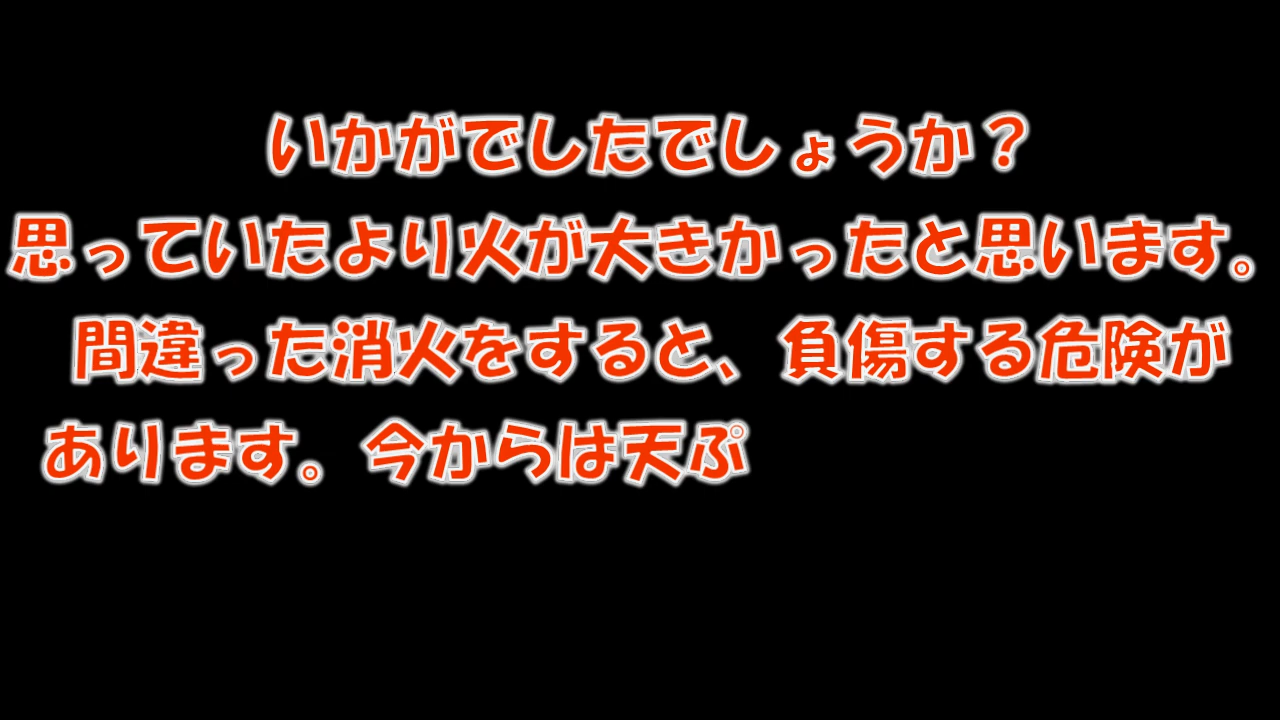 いかがでしたでしょうか？
思っていたより火が大きかったと思います。
間違った消火をすると、負傷する危険が
あります。今からは天ぷ